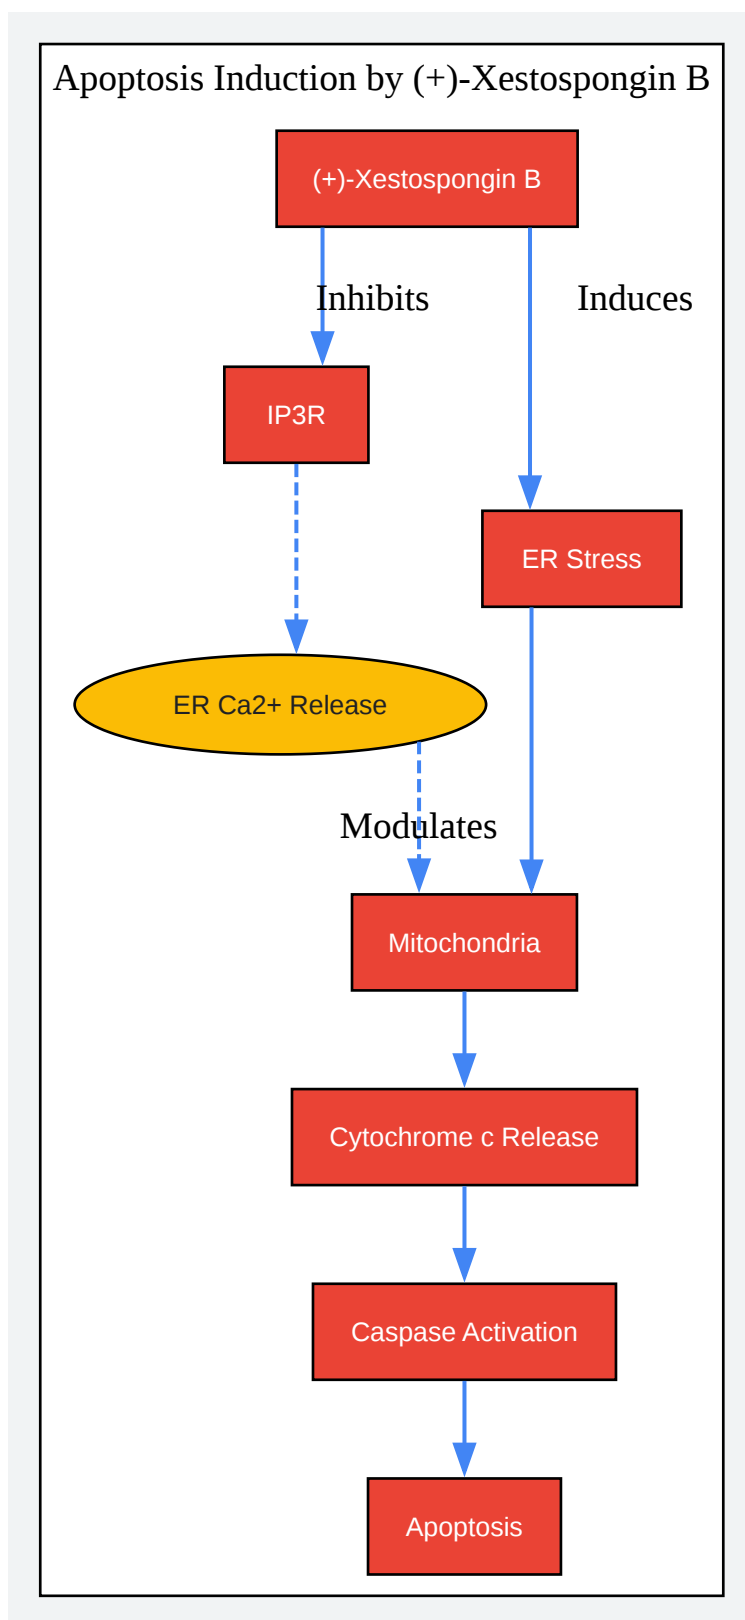 Apoptosis Induction by (+)-Xestospongin B
(+)-Xestospongin B
Inhibits
Induces
IP3R
ER Stress
ER Ca2+ Release
Modulates
Mitochondria
Cytochrome c Release
Caspase Activation
Apoptosis